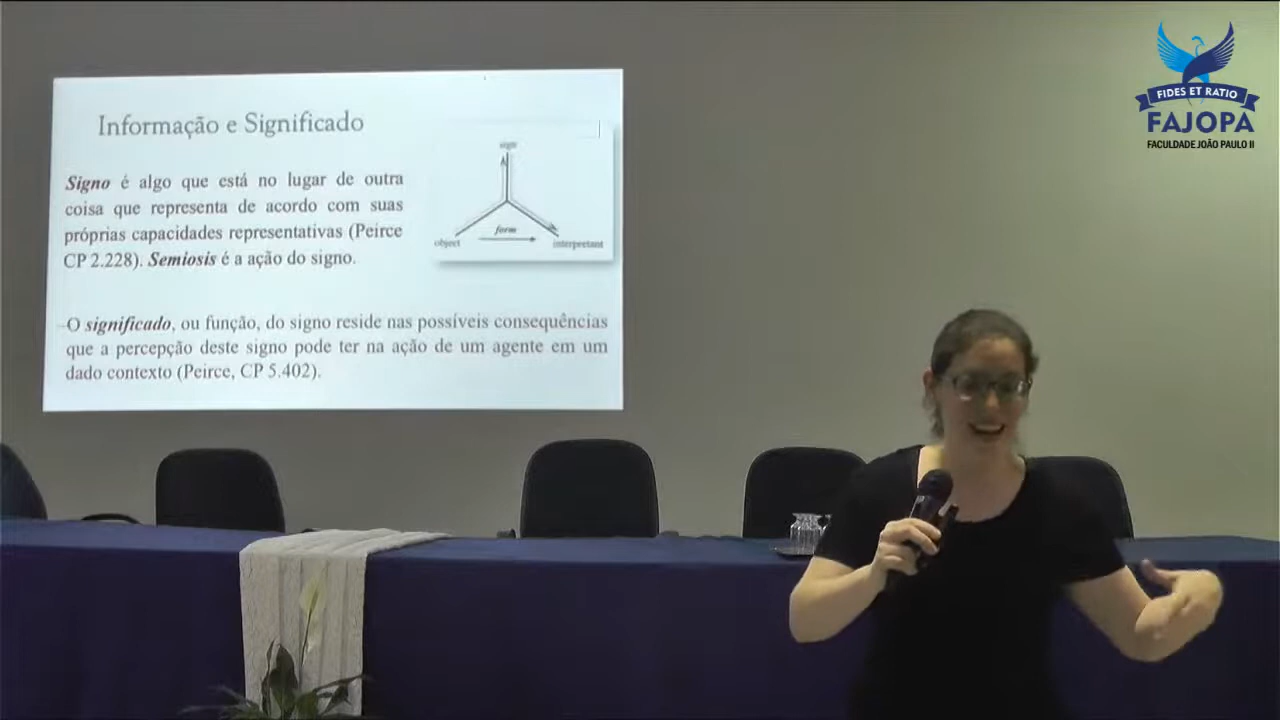 Informação e Significado
Signo é algo que está no lugar de outra
coisa que representa de acordo com suas
próprias capacidades representativas (Peirce
CP 2.228). Semiosis é a ação do signo.
sign
form
object
interpretant
O significado, ou função, do signo reside nas possíveis consequências
que a percepção deste signo pode ter na ação de um agente em um
dado contexto (Peirce, CP 5.402).
FIDES ET RATIO
FAJOPA
FACULDADE JOÃO PAULO II